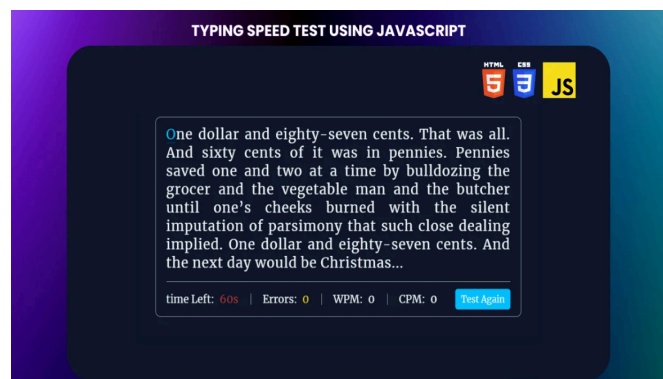 TYPING SPEED TEST USING JAVASCRIPT
HTML
5
CSS
3
JS
One dollar and eighty-seven cents. That was all.
And sixty cents of it was in pennies. Pennies
saved one and two at a time by bulldozing the
grocer and the vegetable man and the butcher
until one’s cheeks burned with the silent
imputation of parsimony that such close dealing
implied. One dollar and eighty-seven cents. And
the next day would be Christmas...
time Left: 60s | Errors: 0 | WPM: 0 | CPM: 0 Test Again